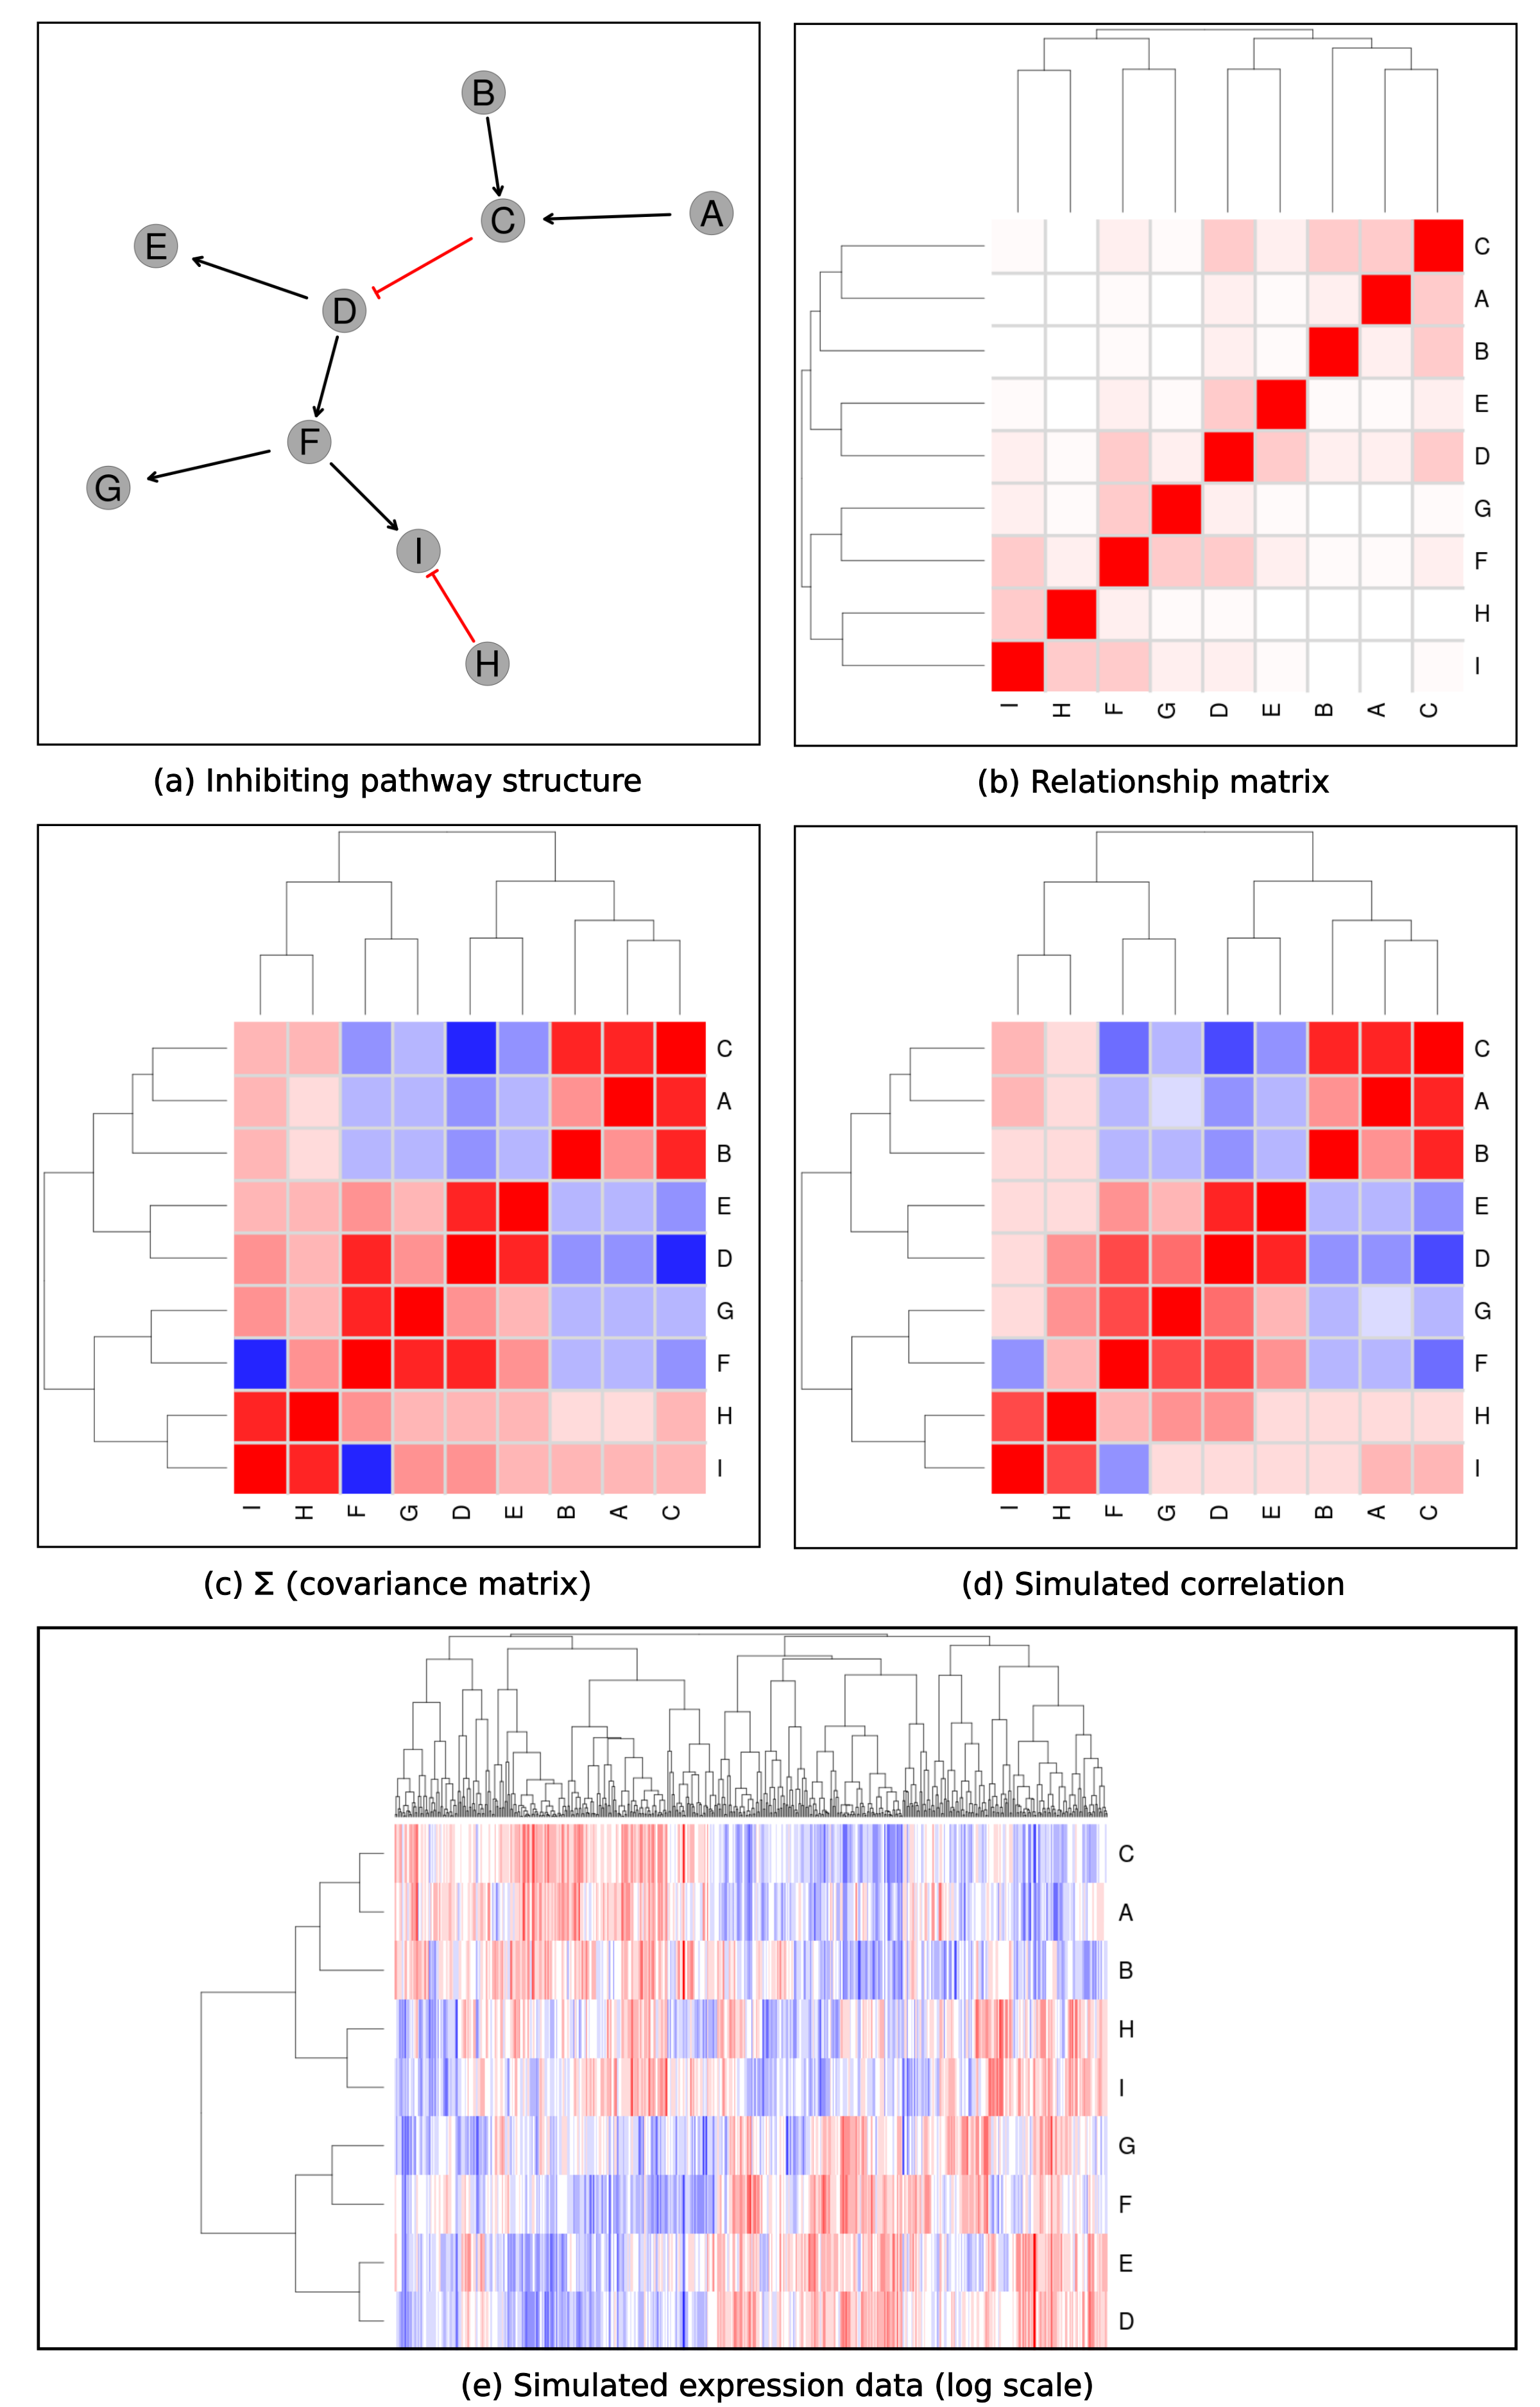 B
C
A
E
D
F
G
I
H
(a) Inhibiting pathway structure
C
A
B
E
D
G
F
H
I
I H F G D E B A C
(b) Relationship matrix
C
A
B
E
D
G
F
H
I
I H F G D E B A C
(c) Σ (covariance matrix)
C
A
B
E
D
G
F
H
I
I H F G D E B A C
(d) Simulated correlation
C
A
B
H
I
G
F
E
D
(e) Simulated expression data (log scale)